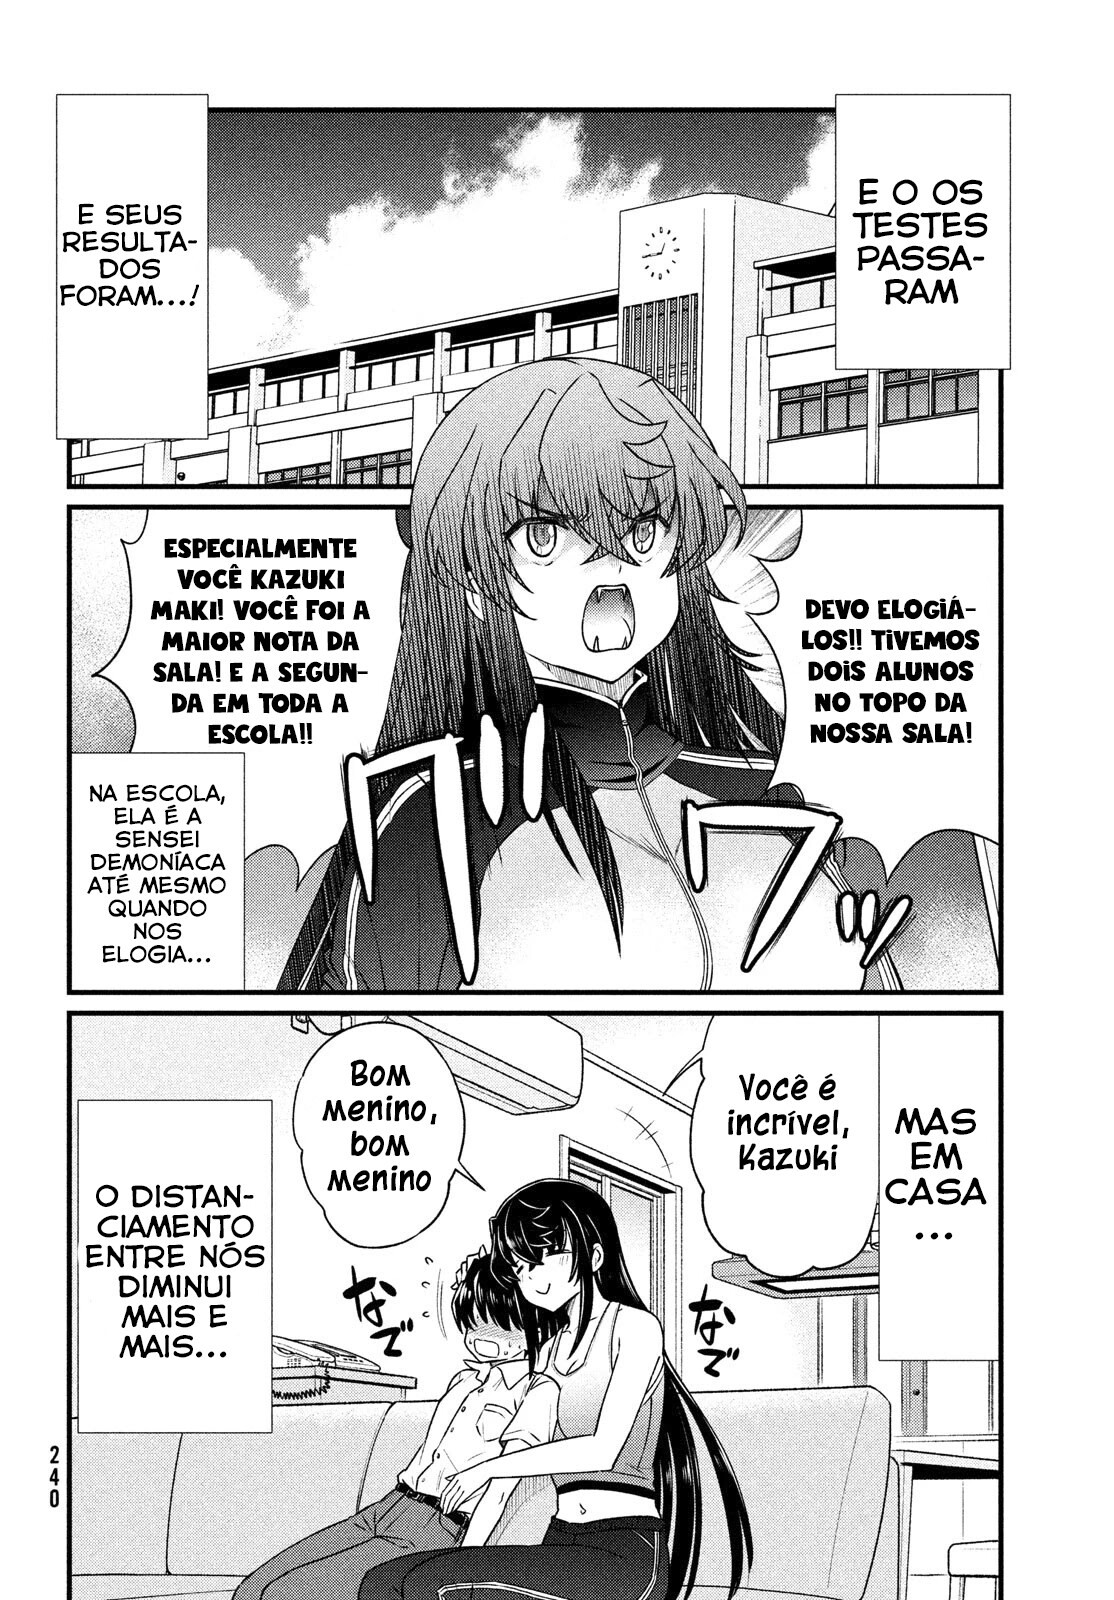 E O OS
TESTES
PASSA-
RAM
E SEUS
RESULTA-
DOS
FORAM...!
DEVO ELOGIÁ-
LOS!! TIVEMOS
DOIS ALUNOS
NO TOPO DA
NOSSA SALA!
ESPECIALMENTE
VOCÊ KAZUKI
MAKI! VOCÊ FOI A
MAIOR NOTA DA
SALA! E A SEGUN-
DA EM TODA A
ESCOLA!!
ワ
ワ
ッ
NA ESCOLA,
ELA É A
SENSEI
DEMONÍACA
ATÉ MESMO
QUANDO
NOS
ELOGIA...
MAS
EM
CASA
...
Você é
incrível,
Kazuki
Bom
menino,
bom
menino
なで
なで
O DISTAN-
CIAMENTO
ENTRE NÓS
DIMINUI
MAIS E
MAIS...
240